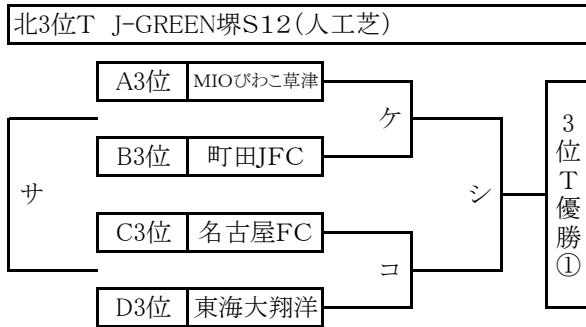 北3位T J-GREEN堺S12(人工芝)
A3位 MIOびわこ草津
ケ
B3位 町田JFC
サ
シ
3位T優勝①
C3位 名古屋FC
コ
D3位 東海大翔洋